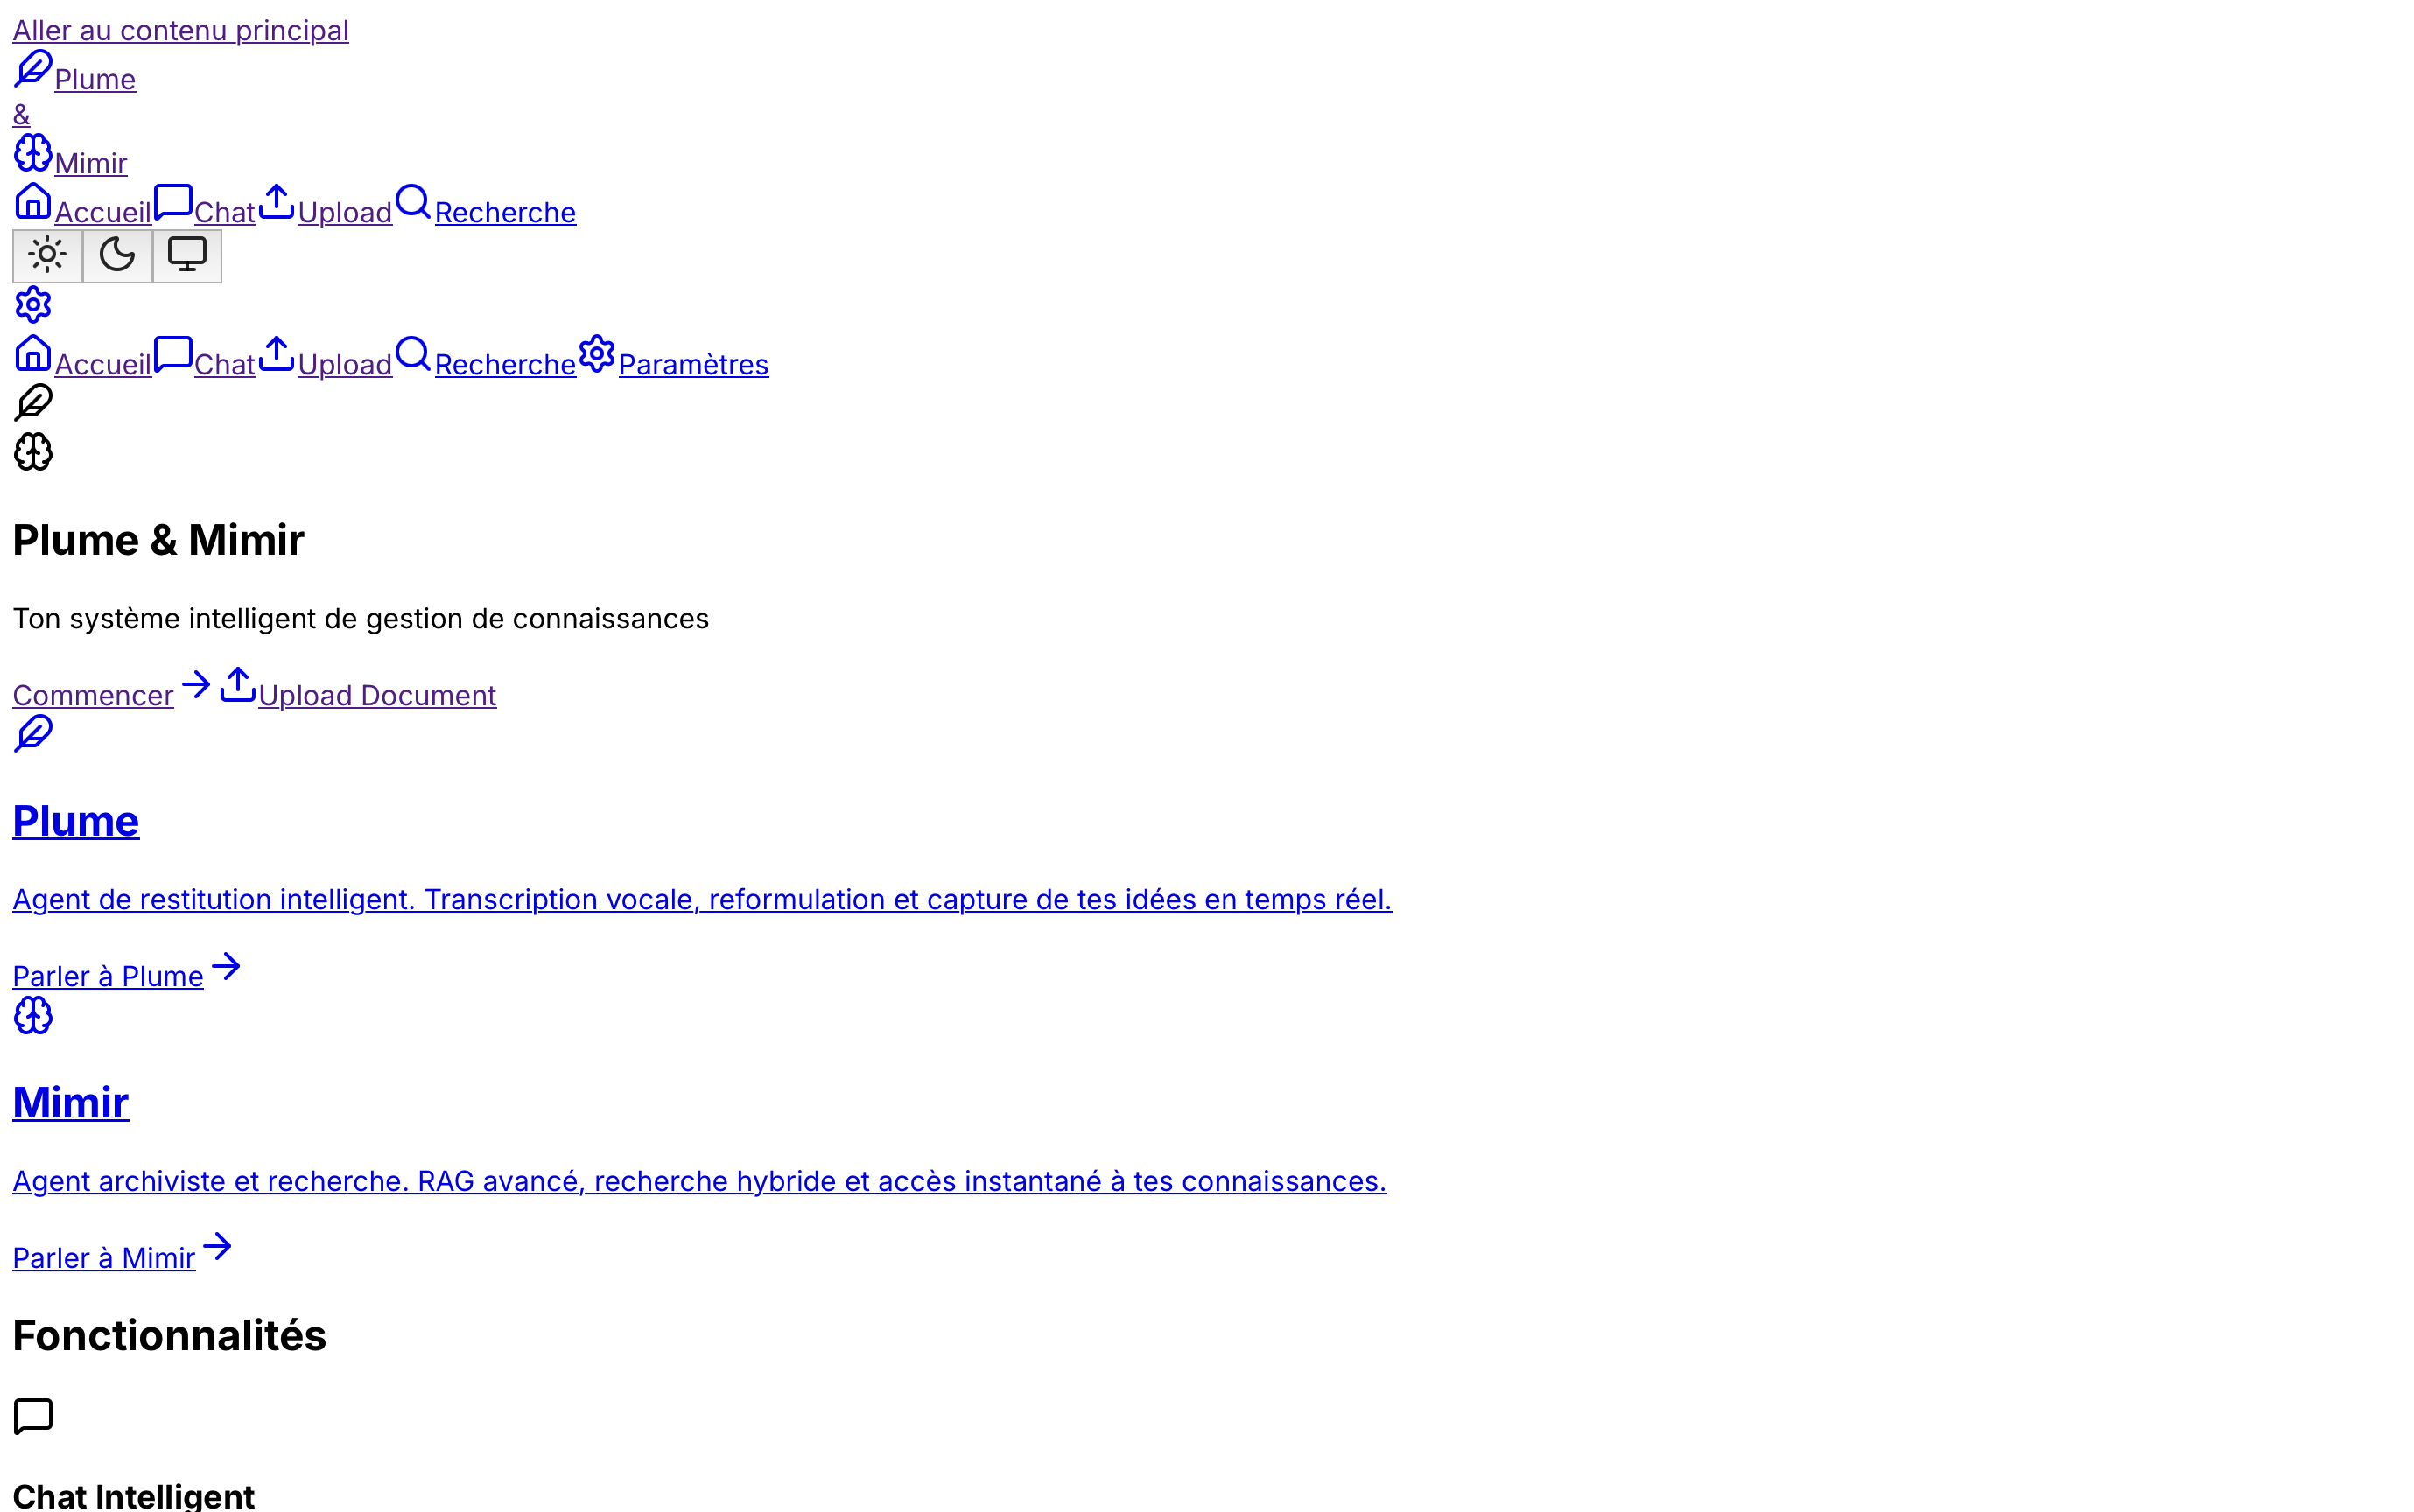 Aller au contenu principal
Plume
&
Mimir
Accueil Chat Upload Recherche
Accueil Chat Upload Recherche Paramètres
Plume & Mimir
Ton système intelligent de gestion de connaissances
Commencer Upload Document
Plume
Agent de restitution intelligent. Transcription vocale, reformulation et capture de tes idées en temps réel.
Parler à Plume
Mimir
Agent archiviste et recherche. RAG avancé, recherche hybride et accès instantané à tes connaissances.
Parler à Mimir
Fonctionnalités
Chat Intelligent